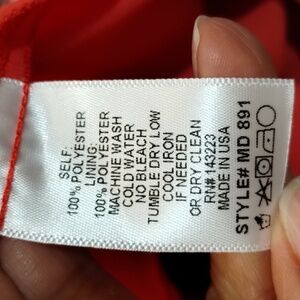 SELF:
100% POLYESTER
LINING:
100% POLYESTER
MACHINE WASH
COLD WATER
NOT BLEACH
TUMBLE DRY LOW
COOL IRON
IF NEEDED
OR DRY CLEAN
RN# 143223
MADE IN USA
STYLE# MD 891